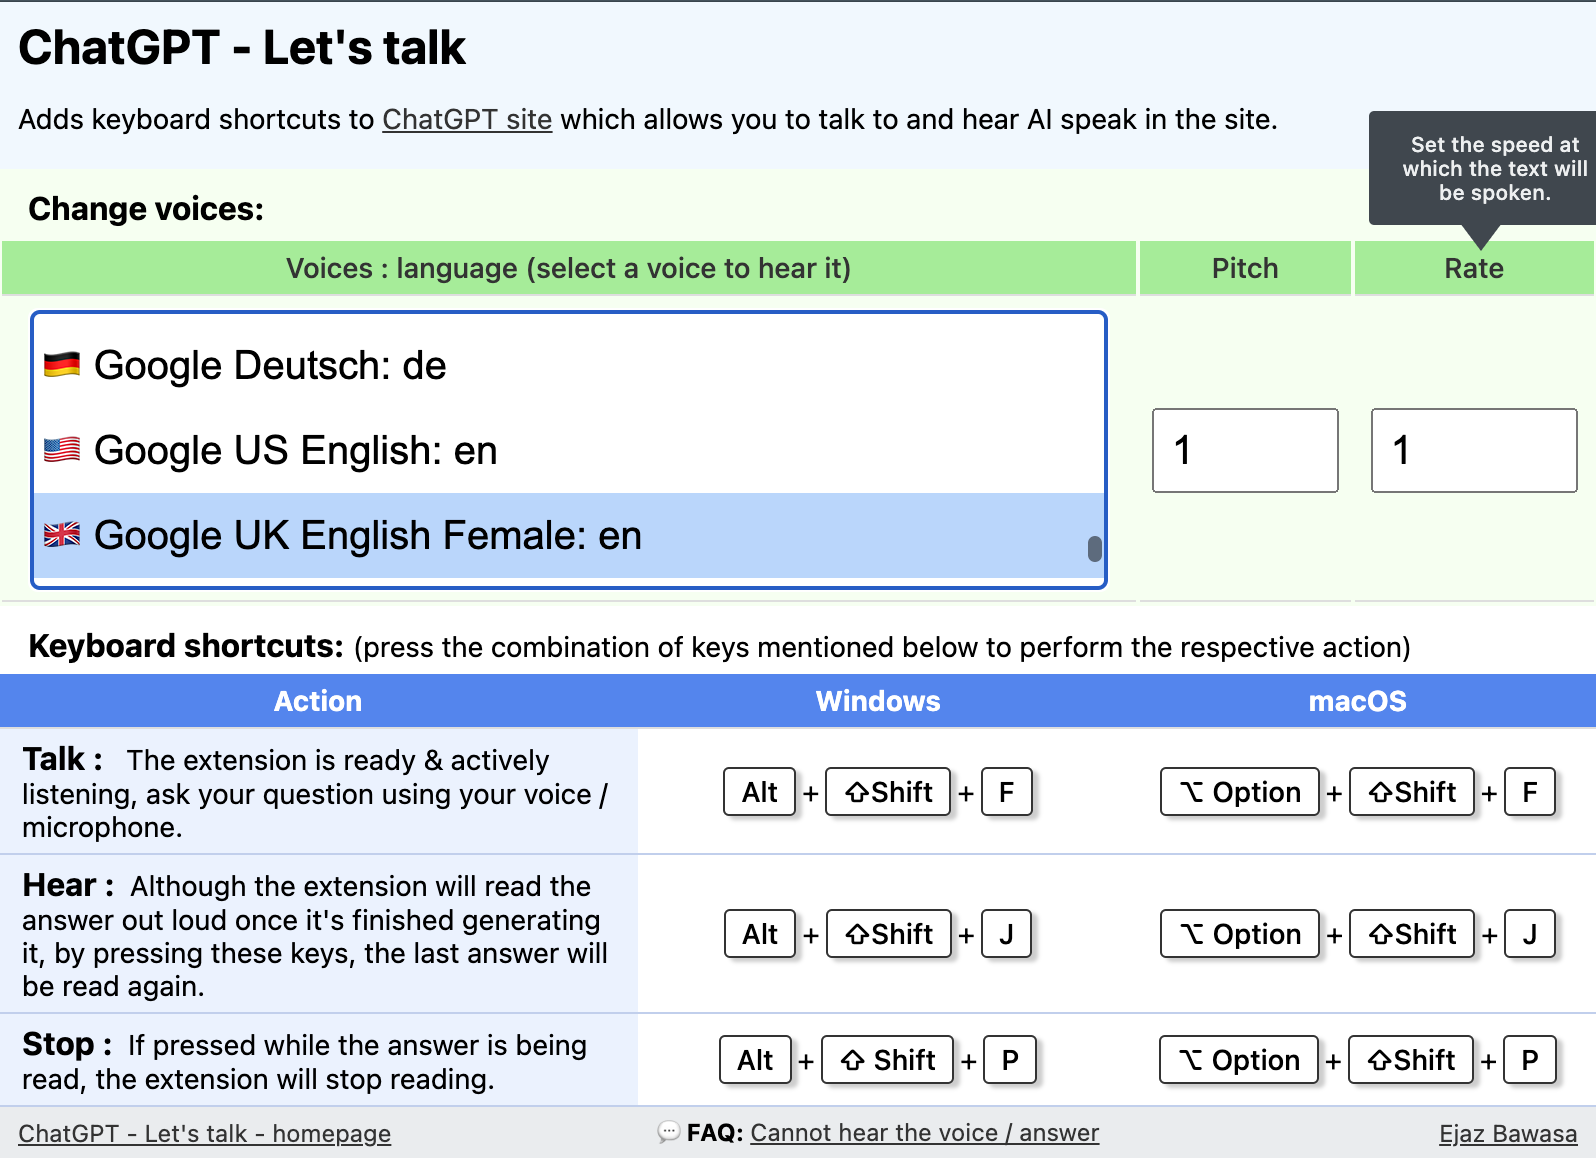 ChatGPT - Let's talk
Adds keyboard shortcuts to ChatGPT site which allows you to talk to and hear AI speak in the site.
Set the speed at
which the text will
be spoken.
Change voices:
Voices : language (select a voice to hear it) Pitch Rate
Google Deutsch: de
Google US English: en
Google UK English Female: en
1 1
Keyboard shortcuts: (press the combination of keys mentioned below to perform the respective action)
Action Windows macOS
Talk : The extension is ready & actively
listening, ask your question using your voice /
microphone.
Alt + ⇧Shift + F ⌥ Option + ⇧Shift + F
Hear : Although the extension will read the
answer out loud once it's finished generating
it, by pressing these keys, the last answer will
be read again.
Alt + ⇧Shift + J ⌥ Option + ⇧Shift + J
Stop : If pressed while the answer is being
read, the extension will stop reading.
Alt + ⇧ Shift + P ⌥ Option + ⇧Shift + P
ChatGPT - Let's talk - homepage 💬 FAQ: Cannot hear the voice / answer Ejaz Bawasa